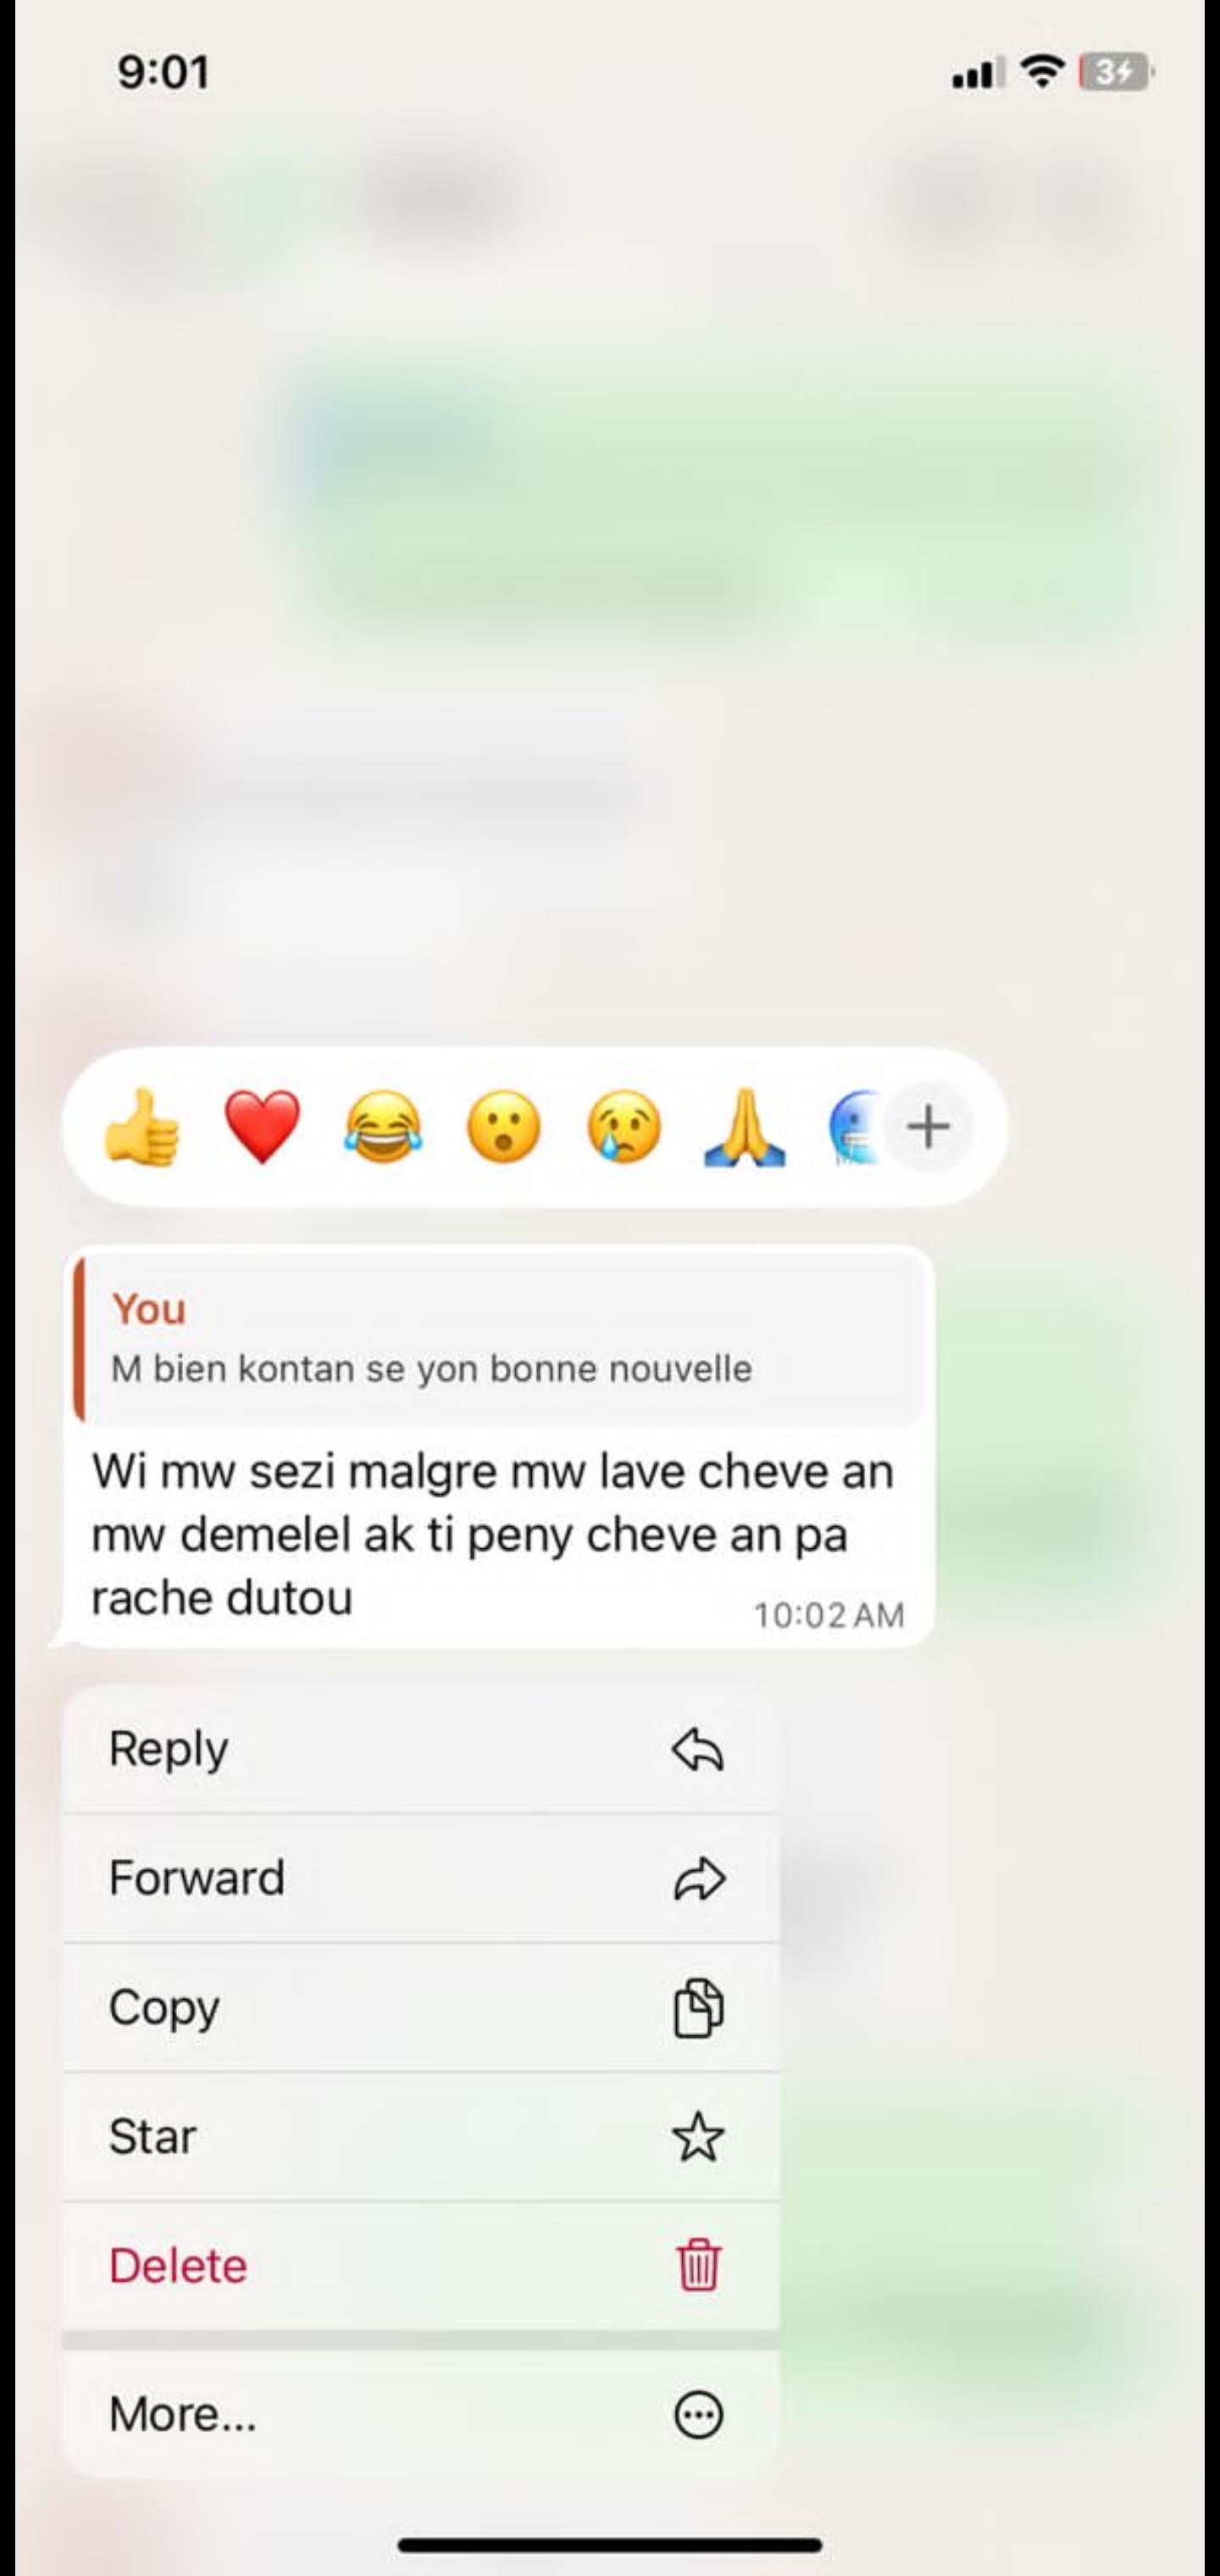 9:01
3
You
M bien kontan se yon bonne nouvelle
Wi mw sezi malgre mw lave cheve an
mw demelel ak ti peny cheve an pa
rache dutou
10:02 AM
Reply
Forward
Copy
Star
Delete
More...